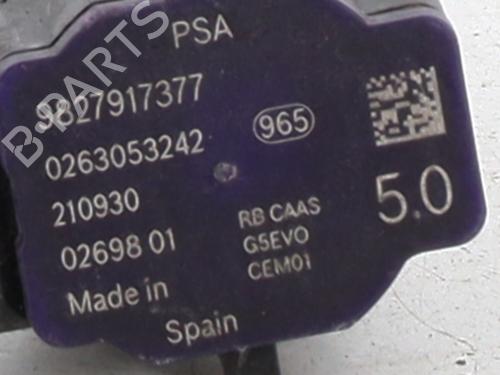 PSA
9827917377
0263053242
965
210930
02698 01
RB CAAS
G5EVO
CEM01
5.0
Made in
Spain
B-PARTS